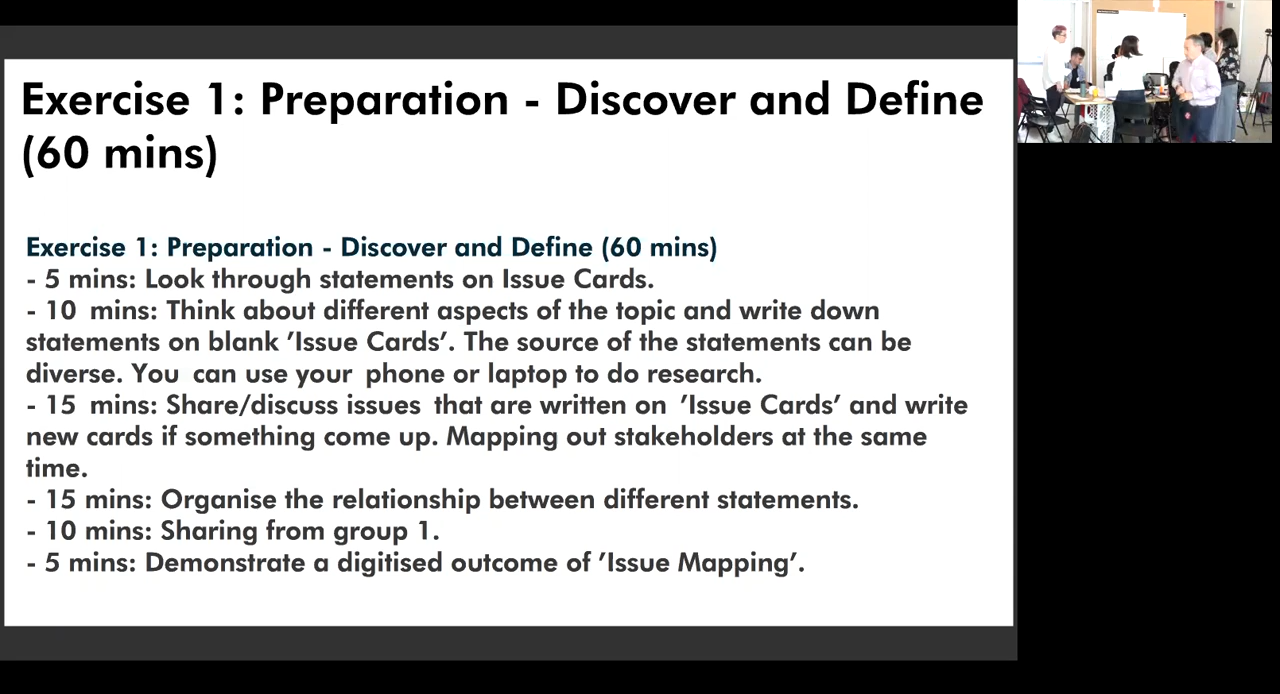 Exercise 1: Preparation - Discover and Define
(60 mins)
Exercise 1: Preparation - Discover and Define (60 mins)
- 5 mins: Look through statements on Issue Cards.
- 10 mins: Think about different aspects of the topic and write down
statements on blank ’Issue Cards’. The source of the statements can be
diverse. You can use your phone or laptop to do research.
- 15 mins: Share/discuss issues that are written on ’Issue Cards’ and write
new cards if something come up. Mapping out stakeholders at the same
time.
- 15 mins: Organise the relationship between different statements.
- 10 mins: Sharing from group 1.
- 5 mins: Demonstrate a digitised outcome of ’Issue Mapping’.